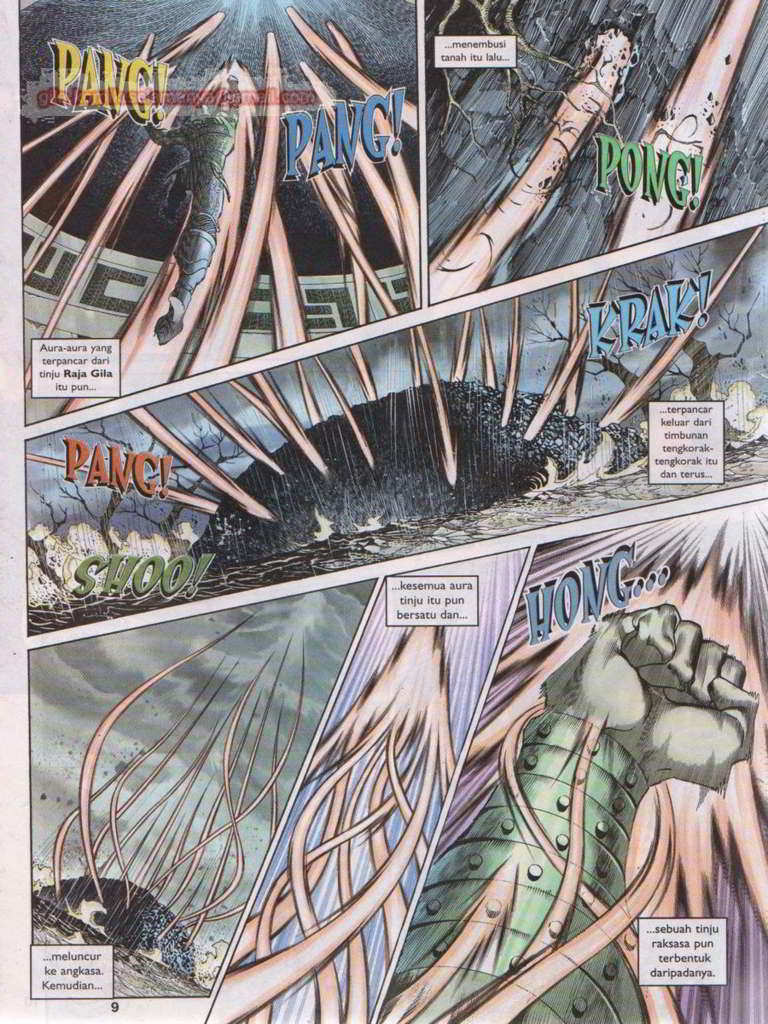 PANG!
PANG!
Aura-aura yang
terpancar dari
tinju Raja Gila
itu pun...
...menembusi
tanah itu lalu...
PONG!
KRAK!
PANG!
SHOO!
...terpancar
keluar dari
timbunan
tengkorak-
tengkorak itu
dan terus...
...meluncur
ke angkasa.
Kemudian...
...kesemua aura
tinju itu pun
bersatu dan...
HONG...
...sebuah tinju
raksasa pun
terbentuk
daripadanya.
9